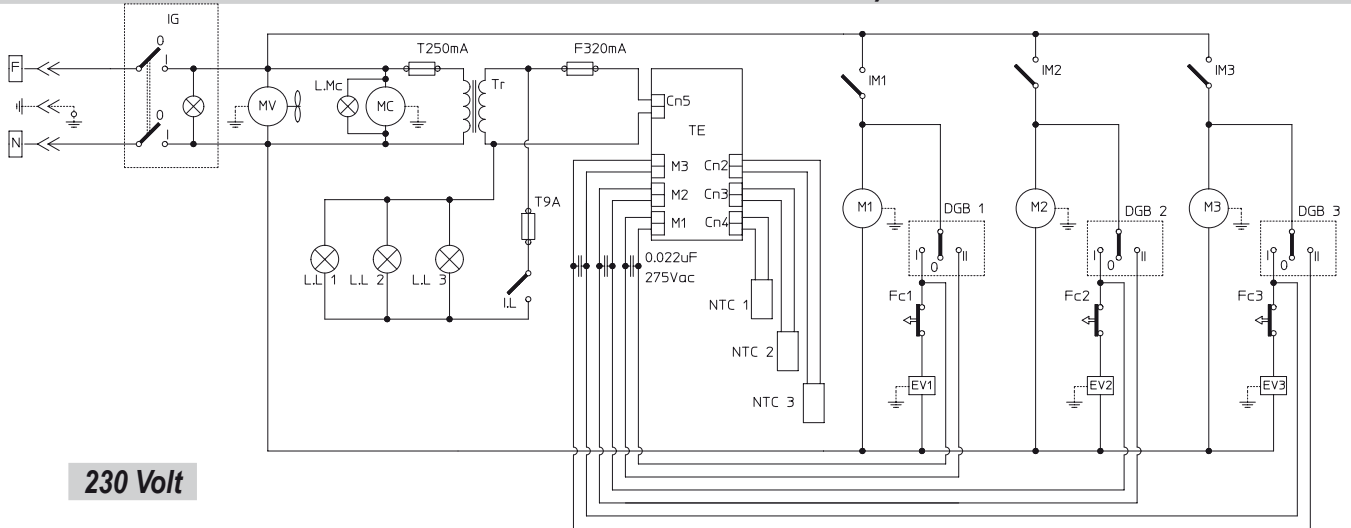 IG
0
I
0
I
F
N
MV
L.Mc
MC
T250mA
Tr
F320mA
Cn5
TE
M3
Cn2
M2
Cn3
M1
Cn4
T9A
I.L
L.L 1
L.L 2
L.L 3
0.022uF
275Vac
NTC 1
NTC 2
NTC 3
IM1
IM2
IM3
M1
M2
M3
DGB 1
I
0
II
DGB 2
I
0
II
DGB 3
I
0
II
Fc1
Fc2
Fc3
EV1
EV2
EV3
230 Volt